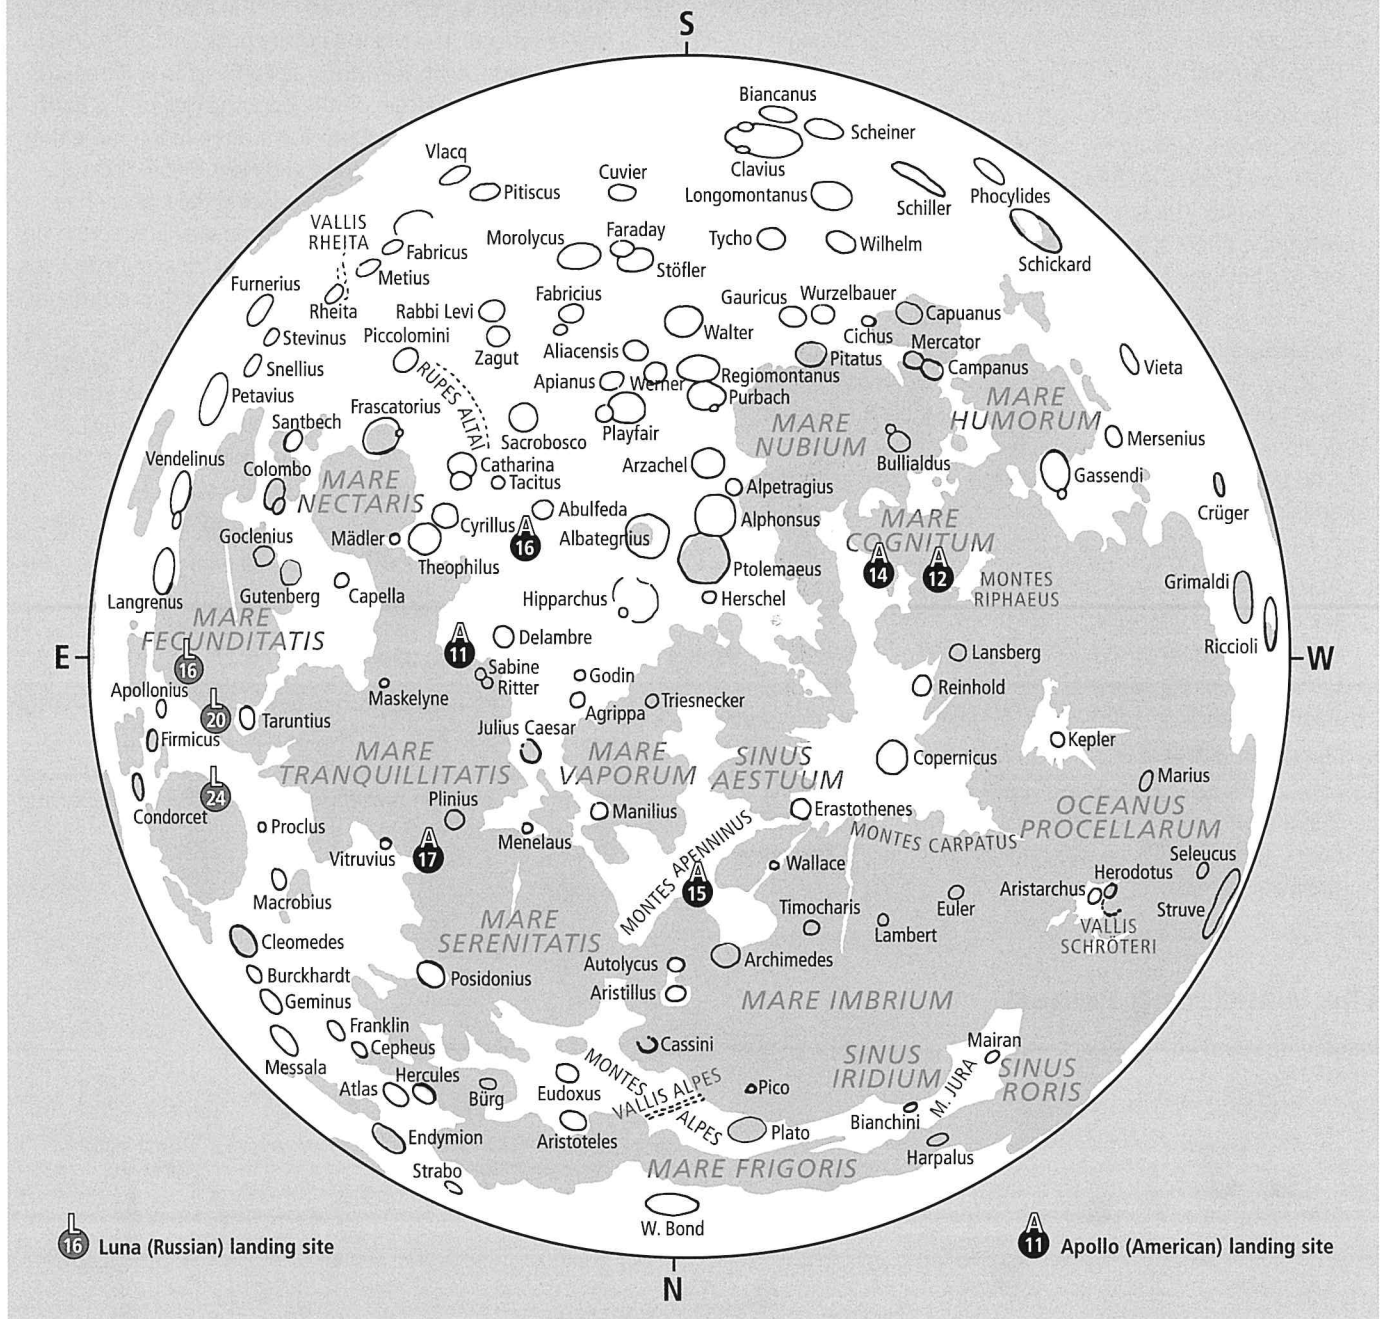 S
Biancanus
Scheiner
Vlacq
Clavius
Cuvier
Pitiscus
Longomontanus
Phocylides
Schiller
VALLIS
RHEITA
Fabricus
Morolycus
Faraday
Tycho
Wilhelm
Stöfler
Schickard
Metius
Furnerius
Rheita
Rabbi Levi
Fabricius
Gauricus
Wurzelbauer
Capuanus
Stevinus
Piccolomini
Walter
Cichus
Mercator
Zagut
Aliacensis
Pitatus
Snellius
Vieta
Campanus
Apianus
Werner
Regiomontanus
Petavius
RUPES ALTAI
Purbach
MARE
HUMORUM
Frascatorius
Santbech
Sacrobosco
Playfair
MARE
NUBIUM
Mersenius
Vendelinus
Colombo
Catharina
Arzachel
Bullialdus
Gassendi
MARE
NECTARIS
Tacitus
Alpetragius
Crüger
Abulfeda
Alphonsus
MARE
COGNITUM
Goclenius
Mädler
Cyrillus
A
16
Albategnius
Theophilus
Ptolemaeus
A
14
A
12
MONTES
RIPHAEUS
Grimaldi
Langrenus
Gutenberg
Capella
Hipparchus
Herschel
MARE
FECUNDITATIS
A
11
Delambre
Riccioli
E
W
L
16
Sabine
Ritter
Godin
Lansberg
Apollonius
Maskelyne
Reinhold
L
20
Taruntius
Agrippa
Triesnecker
Firmicus
Julius Caesar
Kepler
MARE
TRANQUILLITATIS
MARE
VAPORUM
SINUS
AESTUUM
Copernicus
L
24
Marius
Condorcet
Plinius
Manilius
Erastothenes
OCEANUS
PROCELLARUM
Proclus
Menelaus
MONTES APENNINUS
MONTES CARPATUS
Vitruvius
A
17
Wallace
Seleucus
Herodotus
Macrobius
A
15
Aristarchus
Struve
Timocharis
Euler
Lambert
VALLIS
SCHRÖTERI
MARE
SERENITATIS
Cleomedes
Autolycus
Archimedes
Burckhardt
Posidonius
Geminus
Aristillus
MARE IMBRIUM
Franklin
Cepheus
Cassini
Mairan
Messala
SINUS
IRIDIUM
SINUS
RORIS
Hercules
Atlas
MONTES
ALPES
VALLIS ALPES
Pico
M. JURA
Bürg
Eudoxus
Bianchini
Endymion
Aristoteles
Plato
Harpalus
Strabo
MARE FRIGORIS
W. Bond
L
16
Luna (Russian) landing site
A
11
Apollo (American) landing site
N